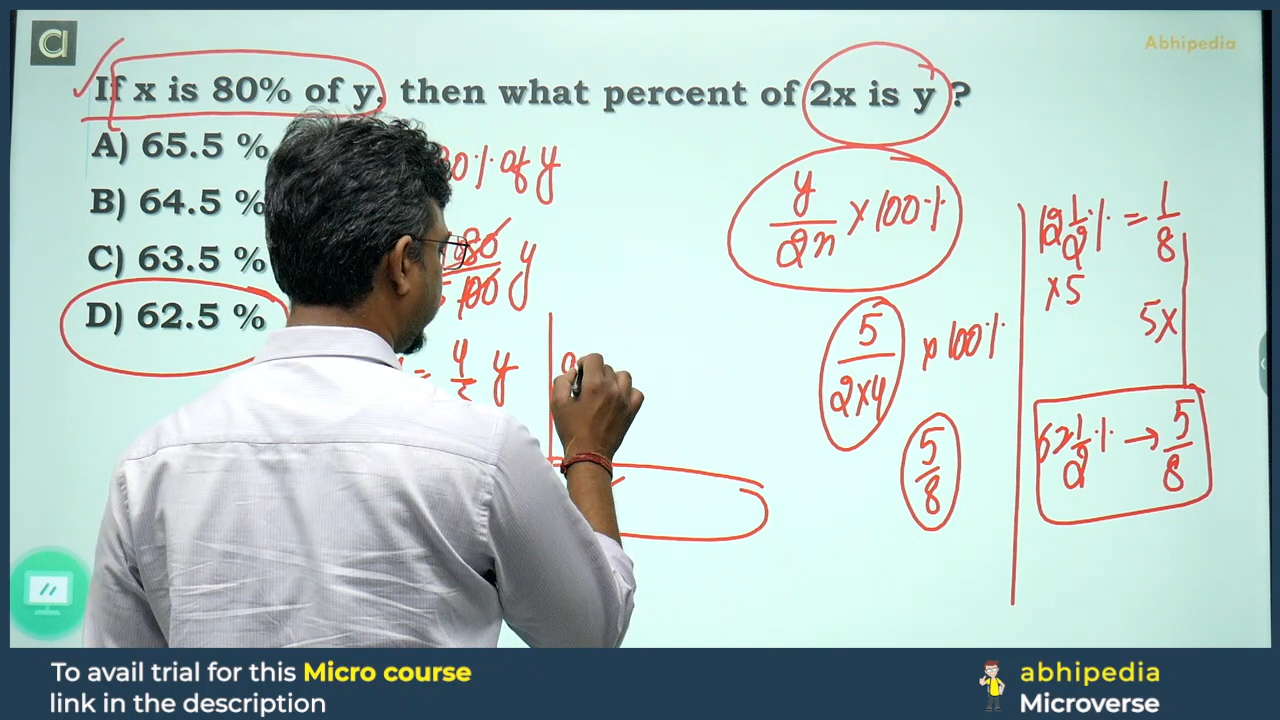 a
Abhipedia
If x is 80% of y, then what percent of 2x is y ?
A) 65.5 %
B) 64.5 %
C) 63.5 %
D) 62.5 %
80% of y
80/100 y
= 4/5 y
y/2x × 100%
5/2×4 × 100%
5/8
12 1/2 % = 1/8
×5
5x
62 1/2 % → 5/8
To avail trial for this Micro course
link in the description
abhipedia
Microverse